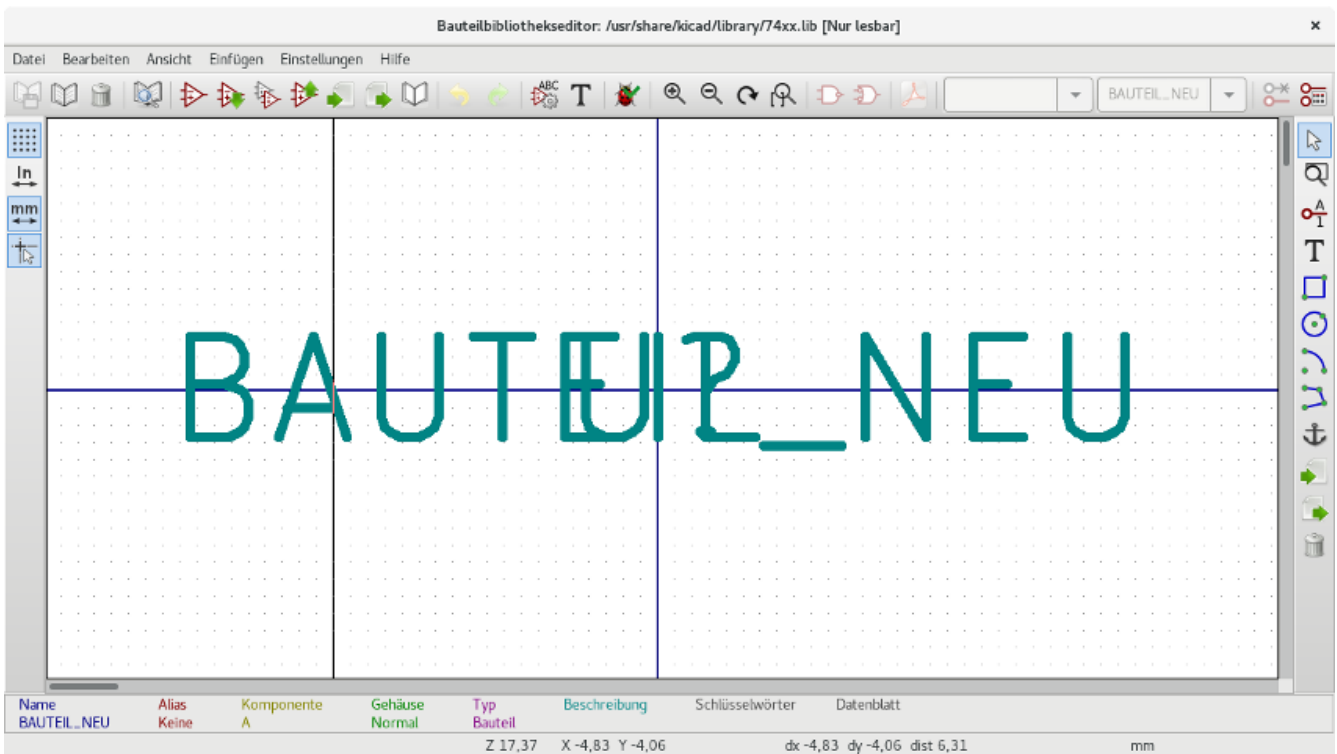 Bauteilbibliothekseditor: /usr/share/kicad/library/74xx.lib [Nur lesbar]
Datei Bearbeiten Ansicht Einfügen Einstellungen Hilfe
ABC T BAUTEIL_NEU
In
mm
A
1
T
BAUTEIL_NEU
U?
Name Alias Komponente Gehäuse Typ Beschreibung Schlüsselwörter Datenblatt
BAUTEIL_NEU Keine A Normal Bauteil
Z 17,37 X -4,83 Y -4,06 dx -4,83 dy -4,06 dist 6,31 mm